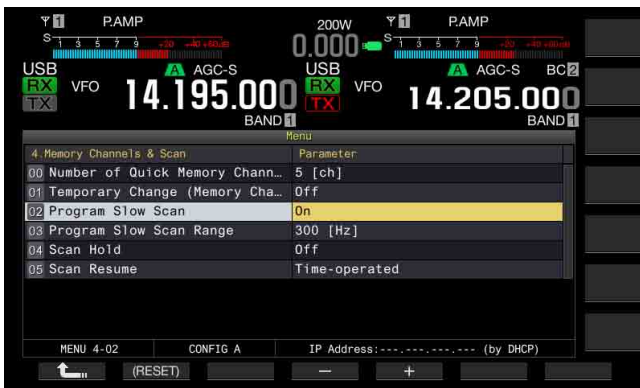 1 P.AMP 200W 1 P.AMP
S 1 3 5 7 9 +20 +40 +60dB 0.000 S 1 3 5 7 9 +20 +40 +60dB
USB A AGC-S USB A AGC-S BC2
RX TX VFO 14.195.000 RX TX VFO 14.205.000
BAND 1 BAND 1
Menu
4.Memory Channels & Scan Parameter
00 Number of Quick Memory Chann… 5 [ch]
01 Temporary Change (Memory Cha… Off
02 Program Slow Scan On
03 Program Slow Scan Range 300 [Hz]
04 Scan Hold Off
05 Scan Resume Time-operated
MENU 4-02 CONFIG A IP Address:---.---.---.--- (by DHCP)
(RESET) − +